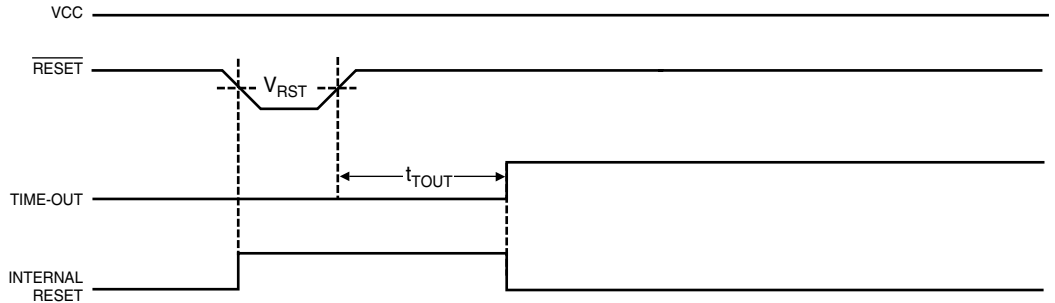 VCC
RESET
VRST
tTOUT
TIME-OUT
INTERNAL
RESET